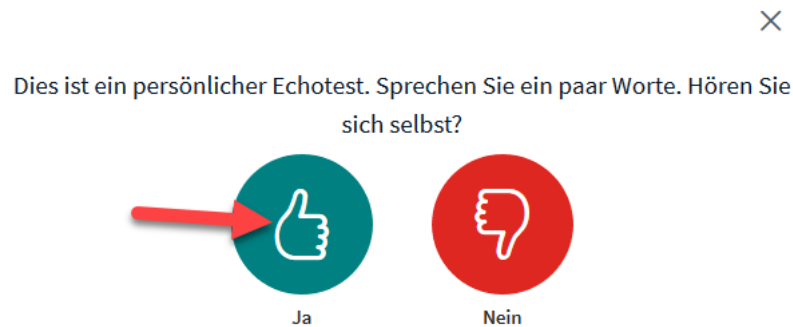 Dies ist ein persönlicher Echotest. Sprechen Sie ein paar Worte. Hören Sie
sich selbst?
Ja
Nein